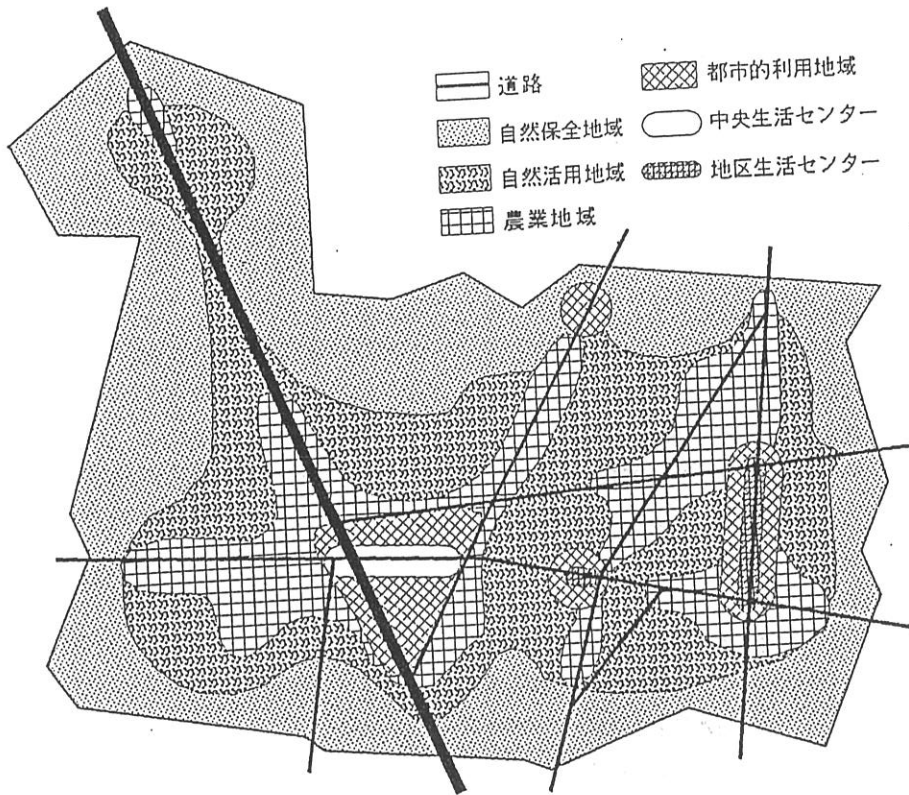 道路
自然保全地域
自然活用地域
農業地域
都市的利用地域
中央生活センター
地区生活センター